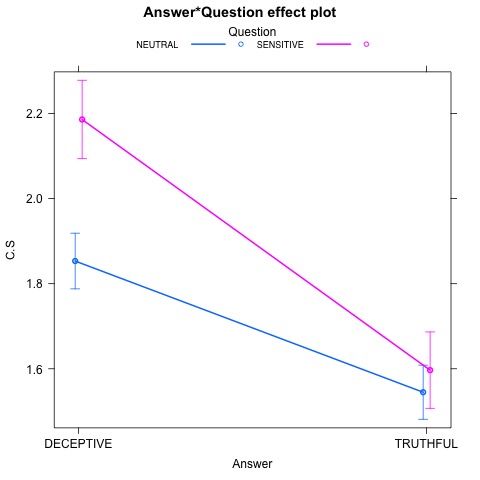 Answer*Question effect plot
Question
NEUTRAL SENSITIVE
2.2
2.0
1.8
1.6
C.S
DECEPTIVE TRUTHFUL
Answer